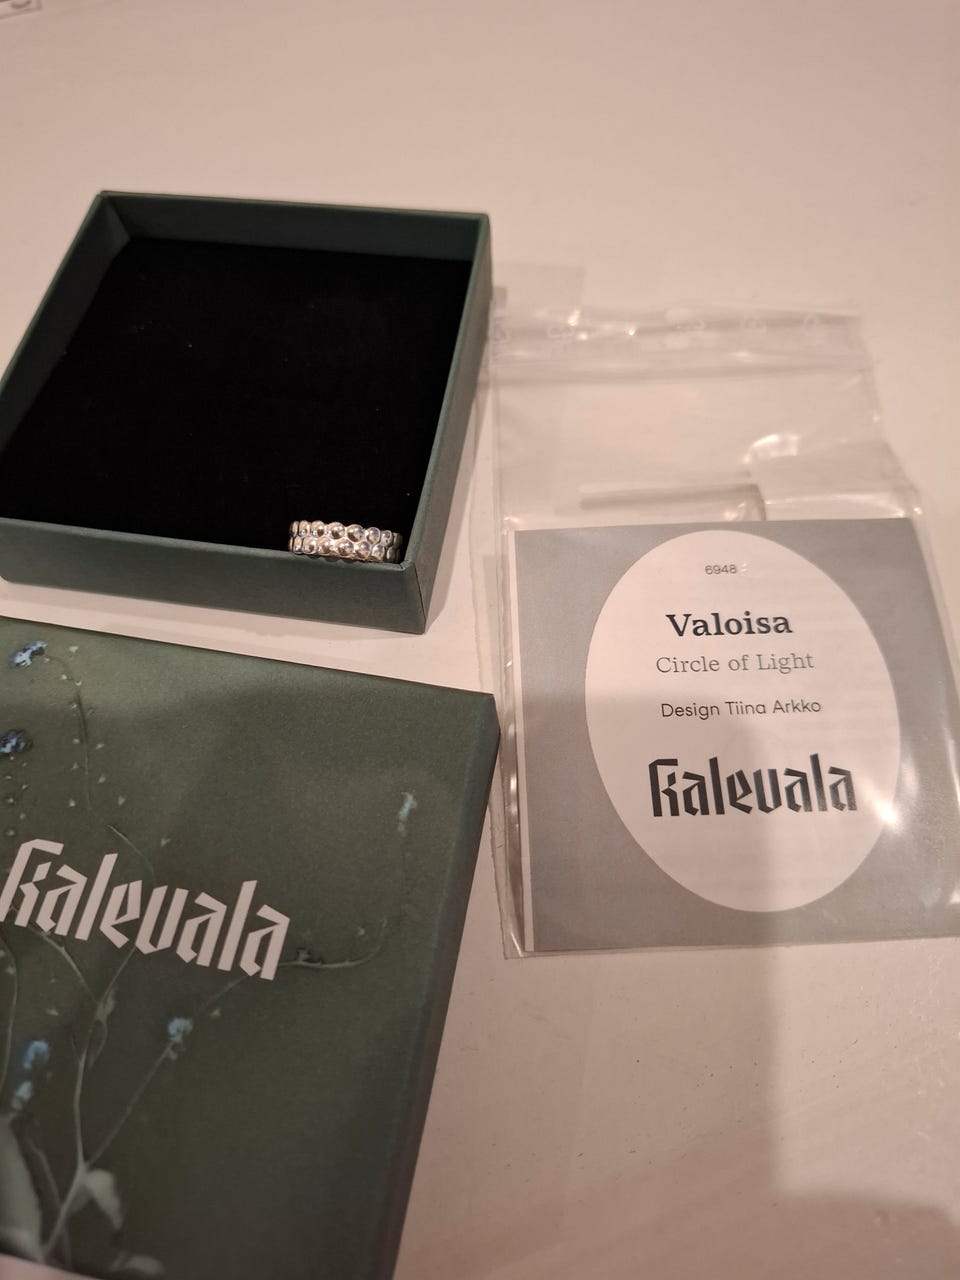 6948
Valoisa
Circle of Light
Design Tiina Arkko
Kalevala
Kalevala